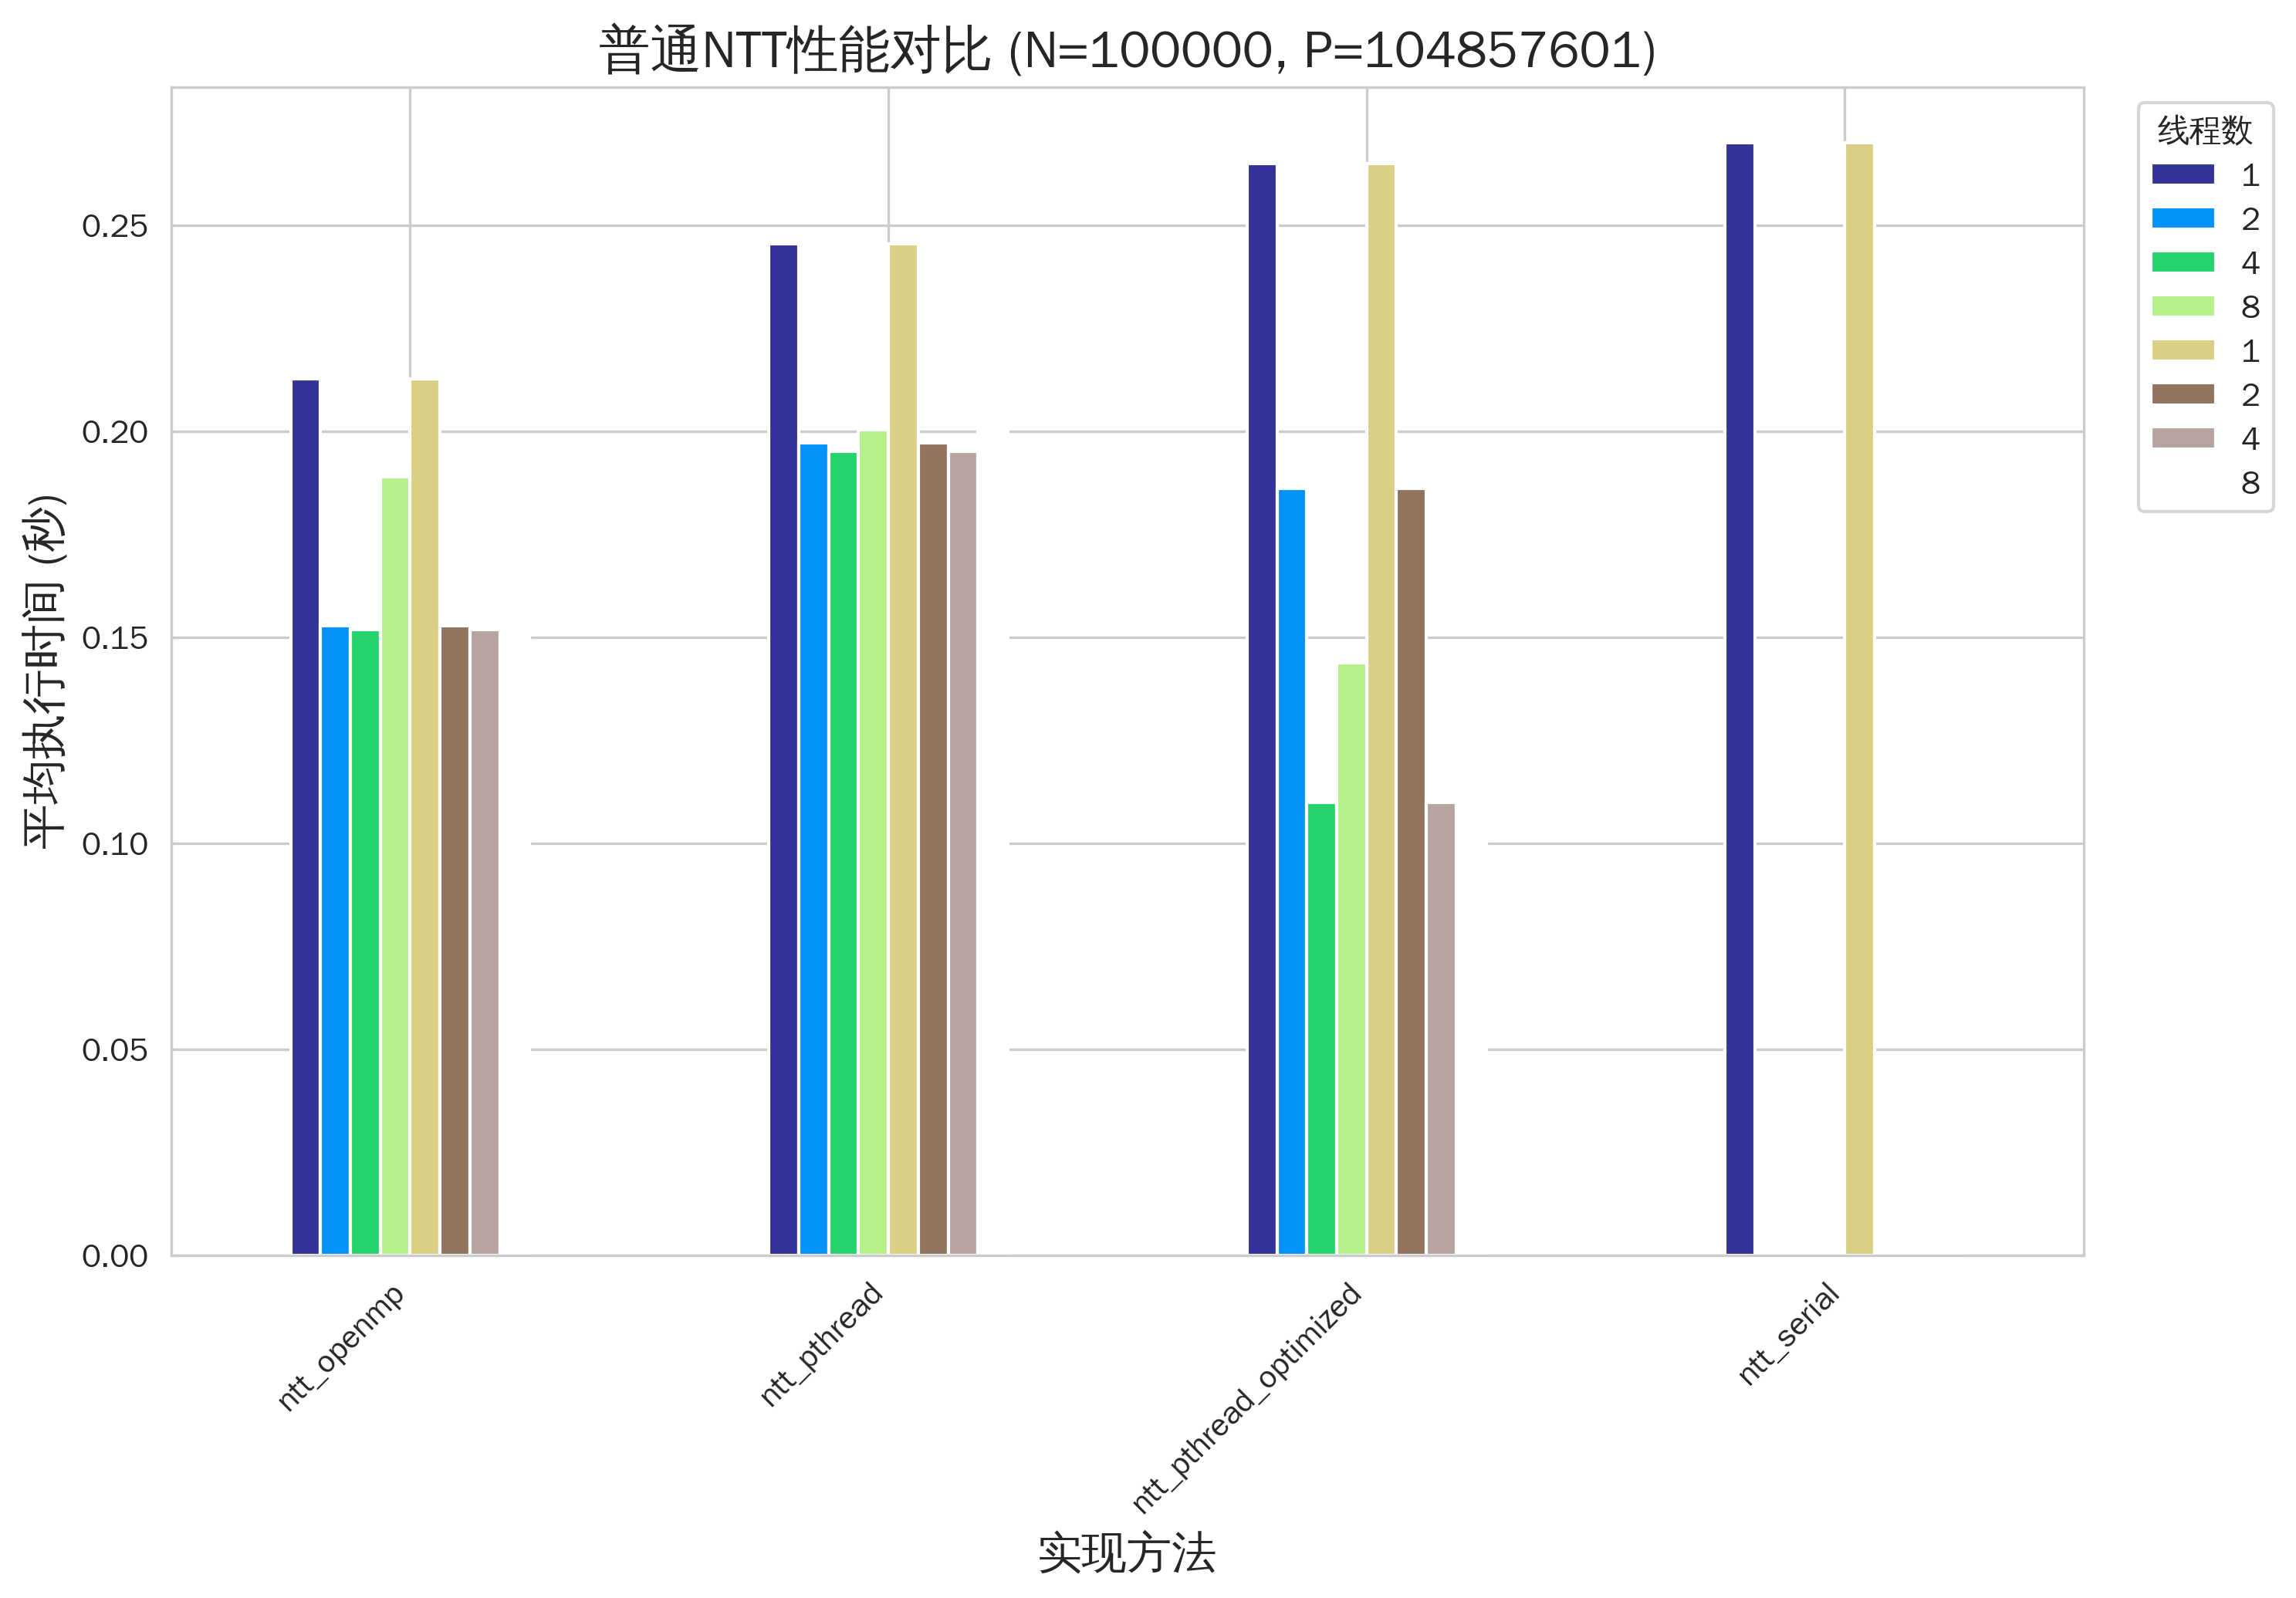 普通NTT性能对比 (N=100000, P=104857601)
线程数
1
2
4
8
1
2
4
8
平均执行时间 (秒)
0.25
0.20
0.15
0.10
0.05
0.00
ntt_openmp
ntt_pthread
ntt_pthread_optimized
ntt_serial
实现方法